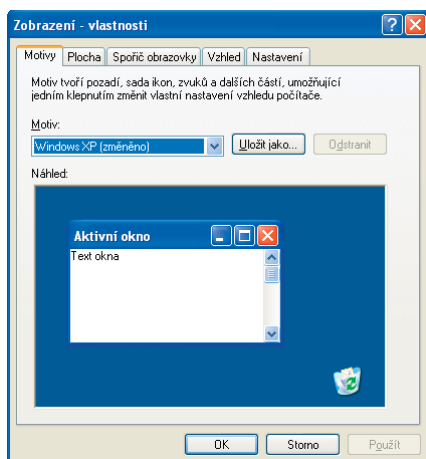 Zobrazení - vlastnosti
Motivy Plocha Spořič obrazovky Vzhled Nastavení
Motiv tvoří pozadí, sada ikon, zvuků a dalších částí, umožňující
jedním klepnutím změnit vlastní nastavení vzhledu počítače.
Motiv:
Windows XP (změněno) Uložit jako... Odstranit
Náhled:
Aktivní okno
Text okna
OK Storno Použít